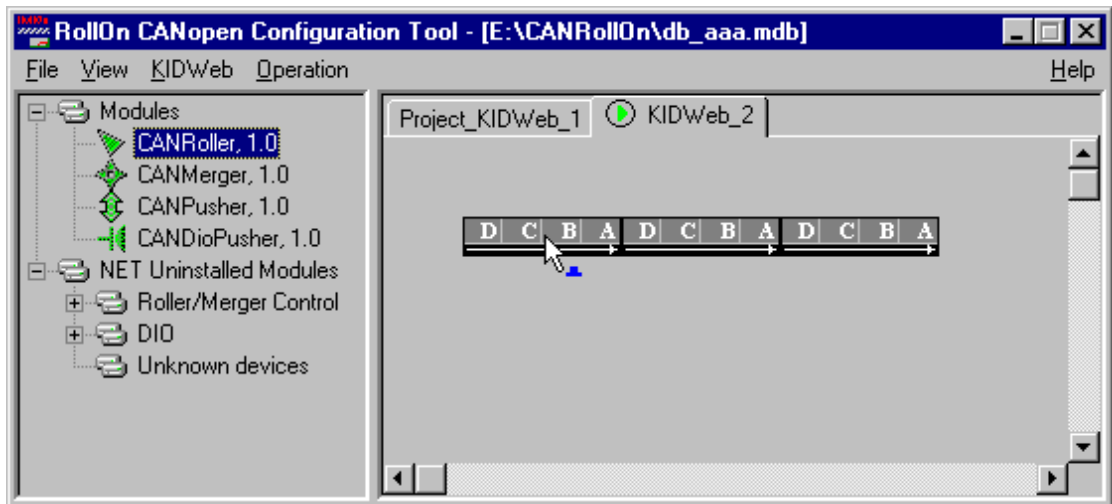 RollOn CANopen Configuration Tool - [E:\CANRollOn\db_aaa.mdb]
File View KIDWeb Operation Help
Modules
CANRoller, 1.0
CANMerger, 1.0
CANPusher, 1.0
CANDioPusher, 1.0
NET Uninstalled Modules
Roller/Merger Control
DIO
Unknown devices
Project_KIDWeb_1 KIDWeb_2
D C B A D C B A D C B A